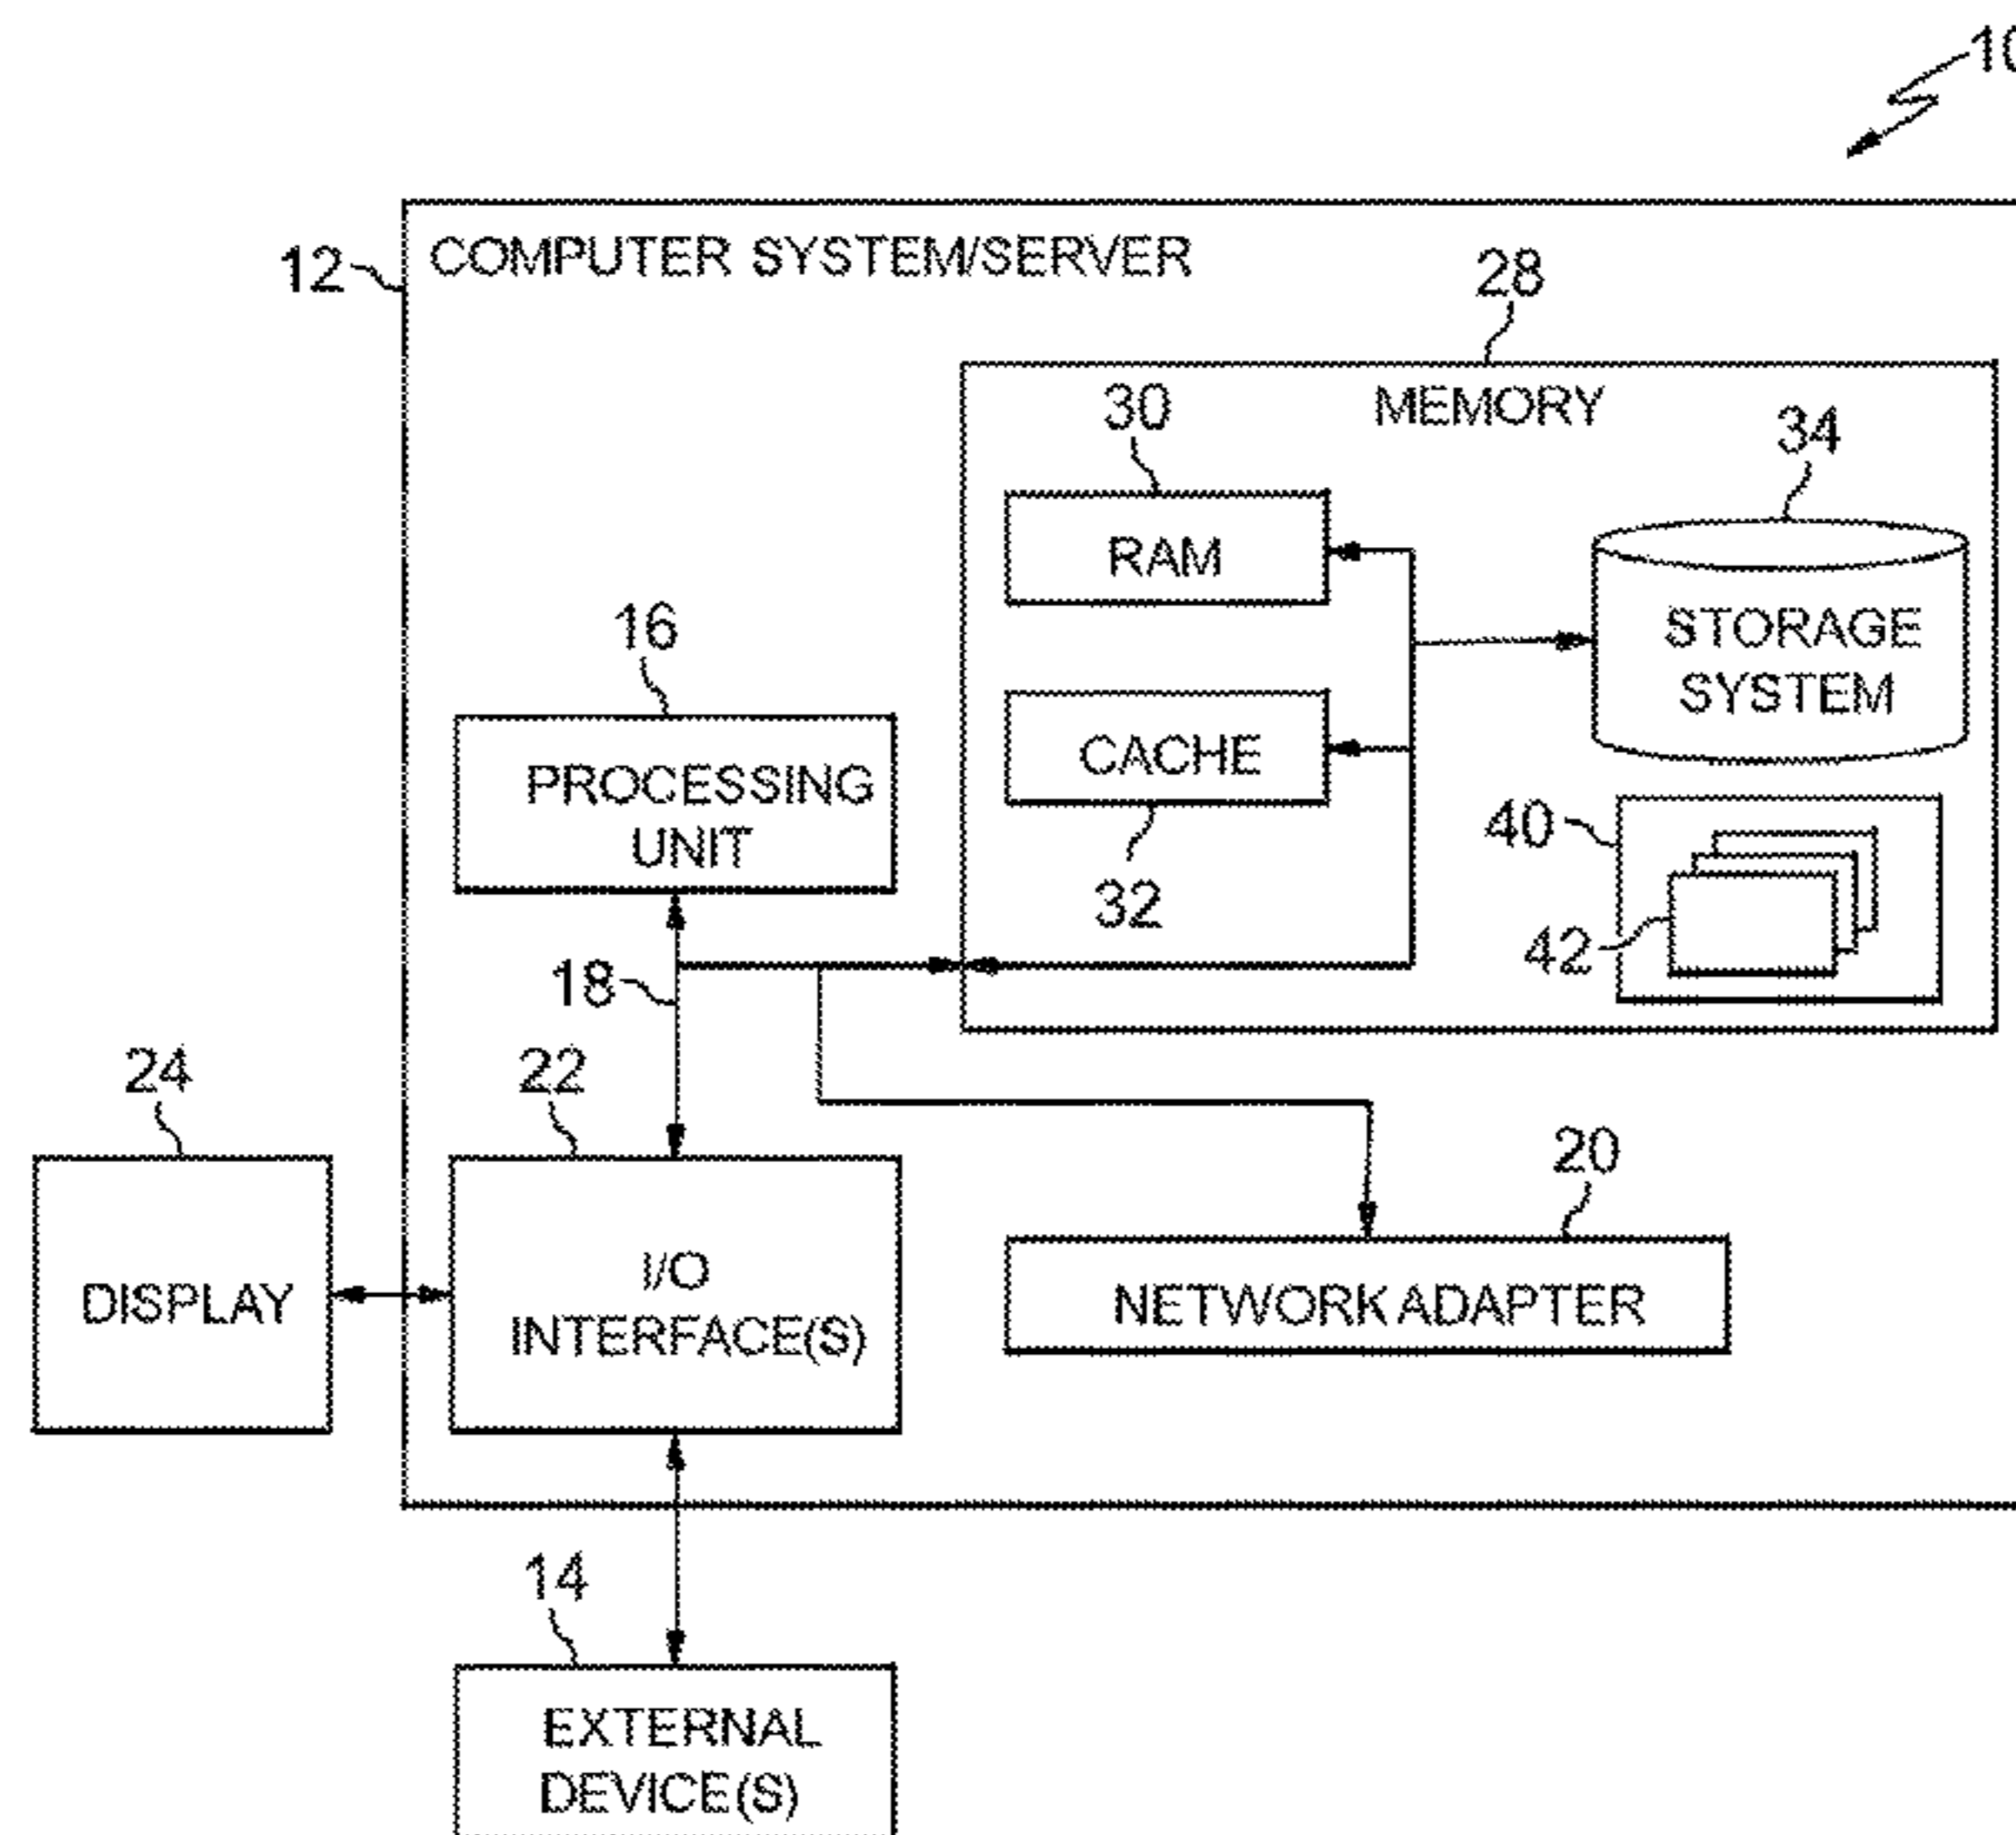 10
12
COMPUTER SYSTEM/SERVER
28
MEMORY
30
34
RAM
STORAGE
SYSTEM
16
PROCESSING
UNIT
CACHE
32
40
42
18
24
22
20
DISPLAY
I/O
INTERFACE(S)
NETWORK ADAPTER
14
EXTERNAL
DEVICE(S)